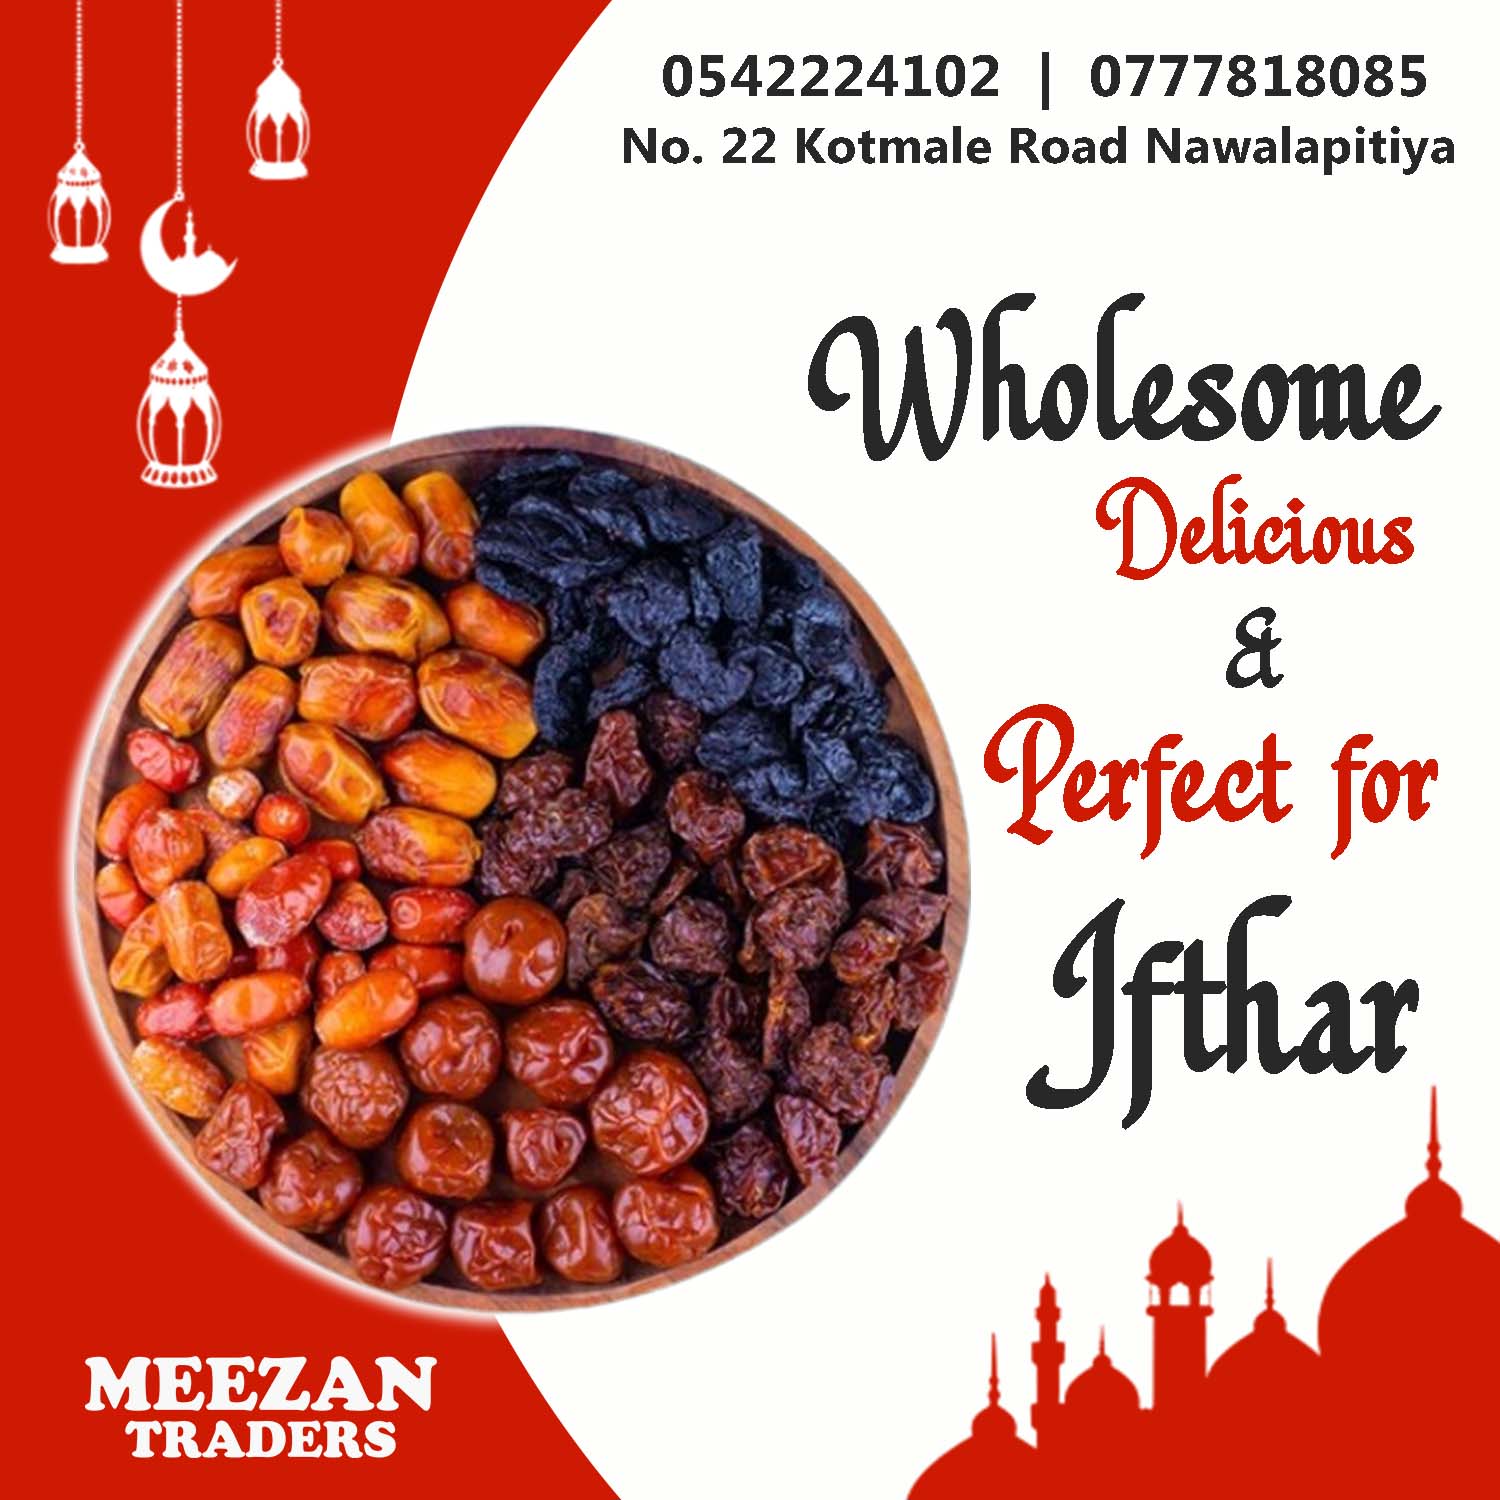 0542224102 | 0777818085
No. 22 Kotmale Road Nawalapitiya
Wholesome
Delicious
&
Perfect for
Ifthar
MEEZAN
TRADERS